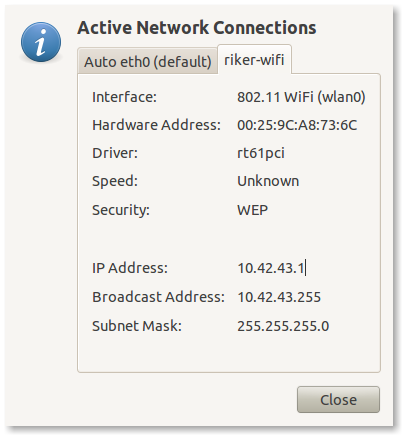 Active Network Connections
Auto eth0 (default) riker-wifi
Interface: 802.11 WiFi (wlan0)
Hardware Address: 00:25:9C:A8:73:6C
Driver: rt61pci
Speed: Unknown
Security: WEP
IP Address: 10.42.43.1
Broadcast Address: 10.42.43.255
Subnet Mask: 255.255.255.0
Close